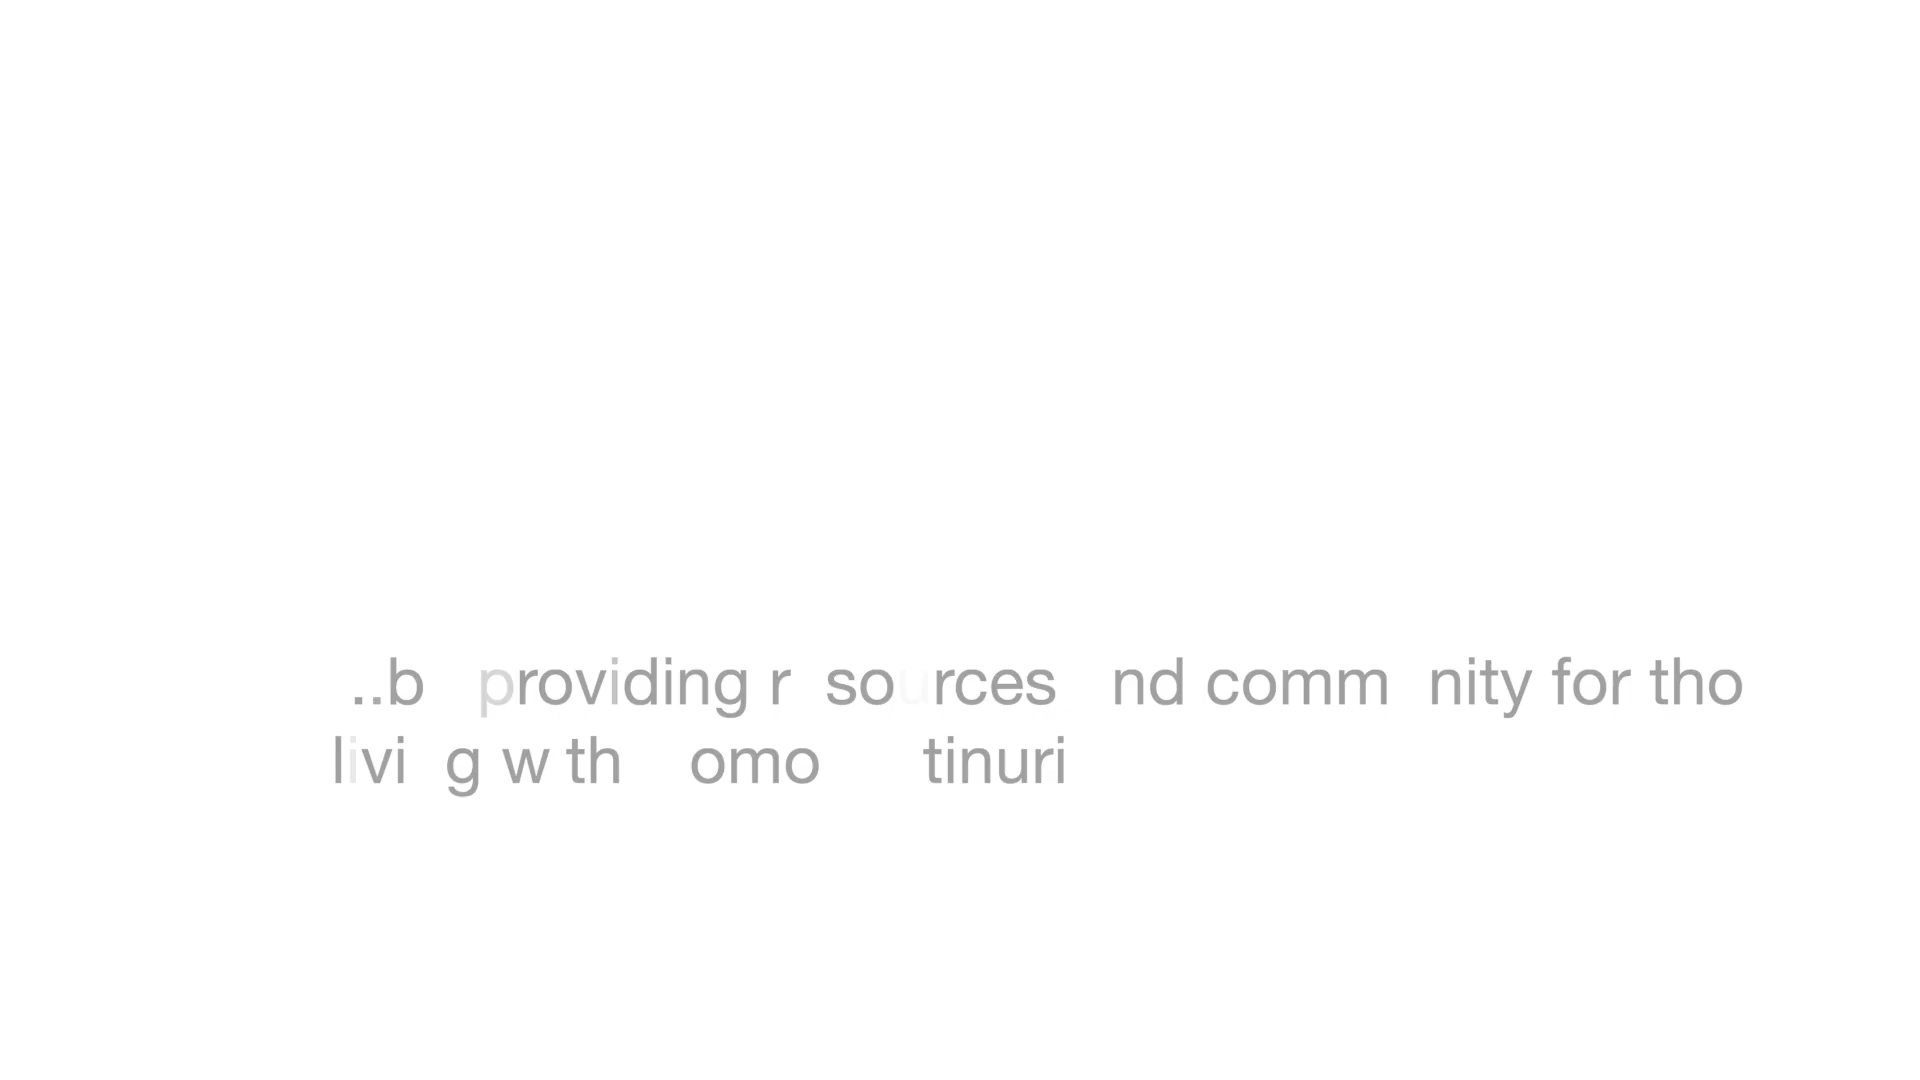 ..b providing r sources nd comm nity for tho
livi g w th omo tinuri